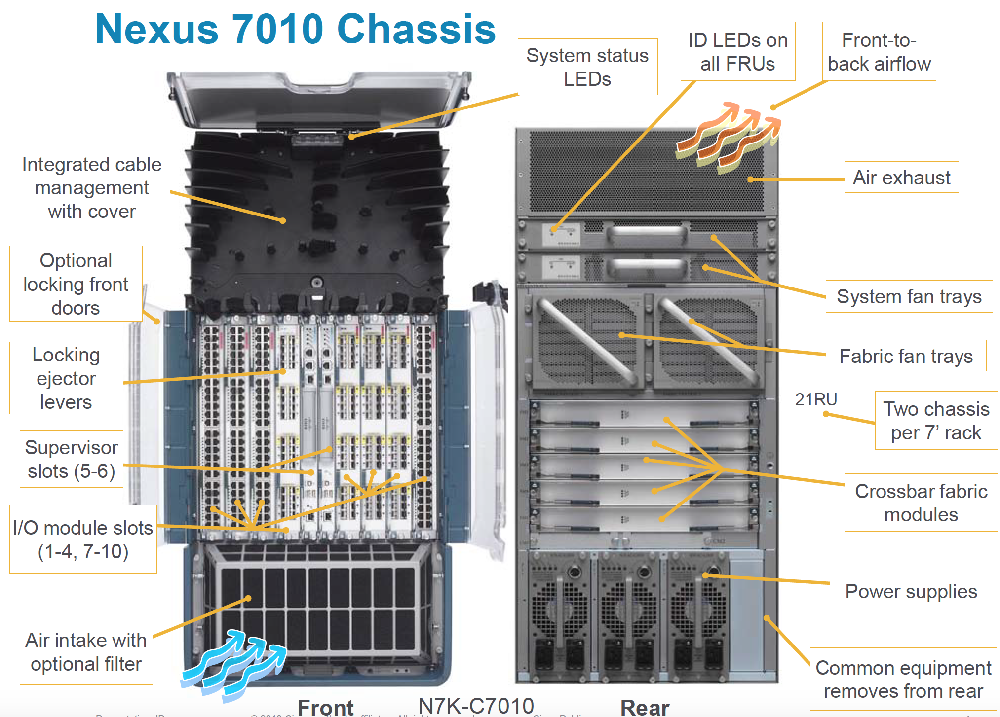 Nexus 7010 Chassis
System status
LEDs
ID LEDs on
all FRUs
Front-to-
back airflow
Integrated cable
management
with cover
Air exhaust
Optional
locking front
doors
System fan trays
Locking
ejector
levers
Fabric fan trays
21RU
Two chassis
per 7’ rack
Supervisor
slots (5-6)
Crossbar fabric
modules
I/O module slots
(1-4, 7-10)
Power supplies
Air intake with
optional filter
Common equipment
removes from rear
Front
N7K-C7010
Rear